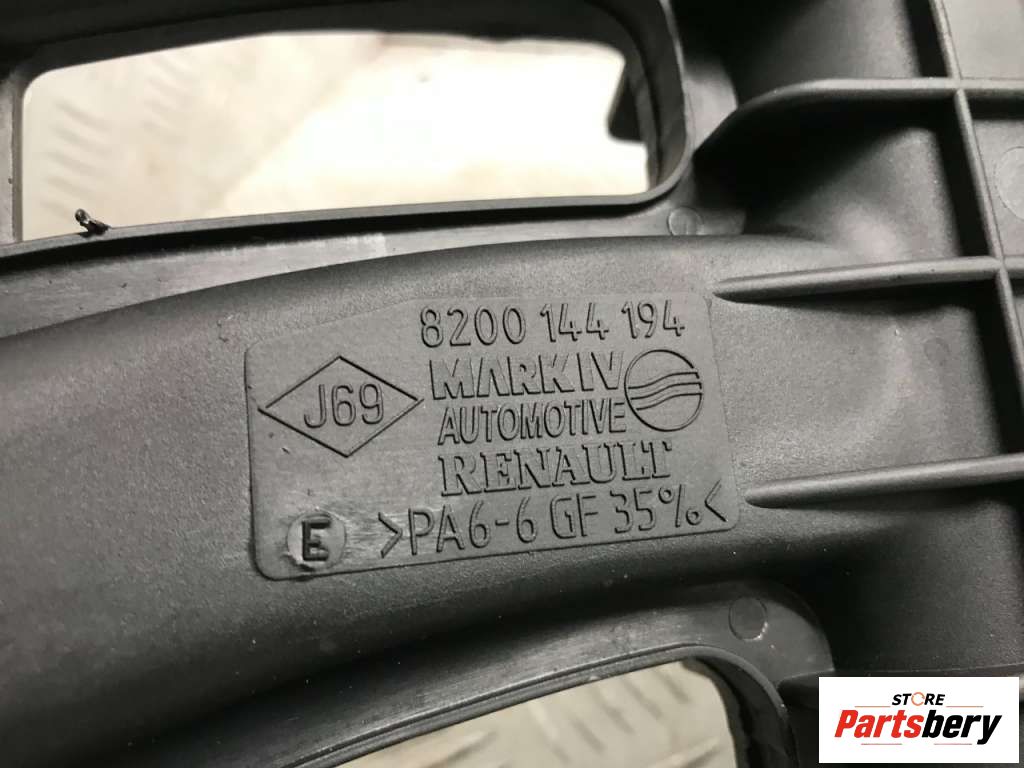 8200 144 194
J69
MARK IV
AUTOMOTIVE
RENAULT
E
>PA6-6 GF 35%<
STORE
Partsbery